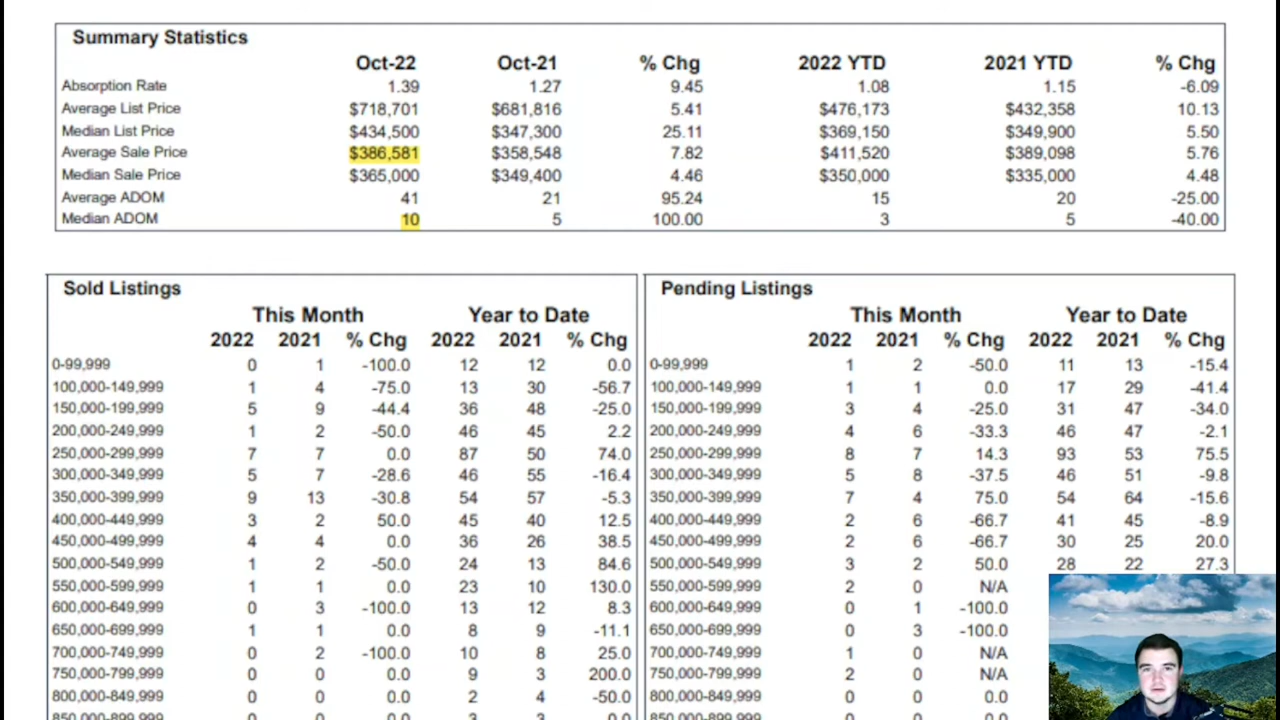 Summary Statistics
Oct-22 Oct-21 % Chg 2022 YTD 2021 YTD % Chg
Absorption Rate 1.39 1.27 9.45 1.08 1.15 -6.09
Average List Price $718,701 $681,816 5.41 $476,173 $432,358 10.13
Median List Price $434,500 $347,300 25.11 $369,150 $349,900 5.50
Average Sale Price $386,581 $358,548 7.82 $411,520 $389,098 5.76
Median Sale Price $365,000 $349,400 4.46 $350,000 $335,000 4.48
Average ADOM 41 21 95.24 15 20 -25.00
Median ADOM 10 5 100.00 3 5 -40.00
Sold Listings
This Month Year to Date
2022 2021 % Chg 2022 2021 % Chg
0-99,999 0 1 -100.0 12 12 0.0
100,000-149,999 1 4 -75.0 13 30 -56.7
150,000-199,999 5 9 -44.4 36 48 -25.0
200,000-249,999 1 2 -50.0 46 45 2.2
250,000-299,999 7 7 0.0 87 50 74.0
300,000-349,999 5 7 -28.6 46 55 -16.4
350,000-399,999 9 13 -30.8 54 57 -5.3
400,000-449,999 3 2 50.0 45 40 12.5
450,000-499,999 4 4 0.0 36 26 38.5
500,000-549,999 1 2 -50.0 24 13 84.6
550,000-599,999 1 1 0.0 23 10 130.0
600,000-649,999 0 3 -100.0 13 12 8.3
650,000-699,999 1 1 0.0 8 9 -11.1
700,000-749,999 0 2 -100.0 10 8 25.0
750,000-799,999 0 0 0.0 9 3 200.0
800,000-849,999 0 0 0.0 2 4 -50.0
850,000-899,999 0 0 0.0 3 3 0.0
Pending Listings
This Month Year to Date
2022 2021 % Chg 2022 2021 % Chg
0-99,999 1 2 -50.0 11 13 -15.4
100,000-149,999 1 1 0.0 17 29 -41.4
150,000-199,999 3 4 -25.0 31 47 -34.0
200,000-249,999 4 6 -33.3 46 47 -2.1
250,000-299,999 8 7 14.3 93 53 75.5
300,000-349,999 5 8 -37.5 46 51 -9.8
350,000-399,999 7 4 75.0 54 64 -15.6
400,000-449,999 2 6 -66.7 41 45 -8.9
450,000-499,999 2 6 -66.7 30 25 20.0
500,000-549,999 3 2 50.0 28 22 27.3
550,000-599,999 2 0 N/A
600,000-649,999 0 1 -100.0
650,000-699,999 0 3 -100.0
700,000-749,999 1 0 N/A
750,000-799,999 2 0 N/A
800,000-849,999 0 0 0.0
850,000-899,999 0 0 0.0